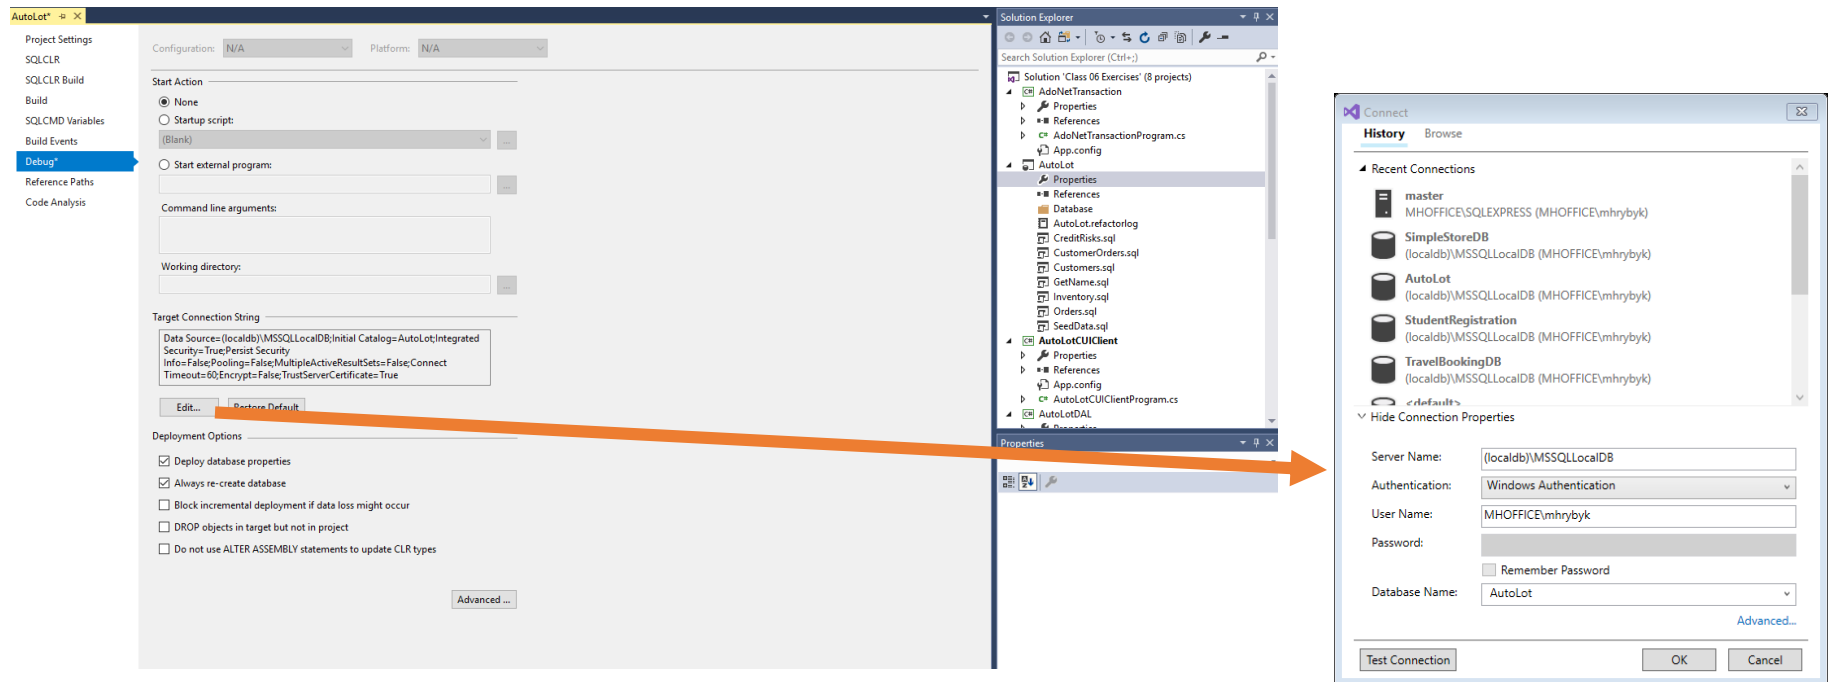 AutoLot*
Project Settings
SQLCLR
SQLCLR Build
Build
SQLCMD Variables
Build Events
Debug*
Reference Paths
Code Analysis
Configuration: N/A Platform: N/A
Start Action
None
Startup script:
(Blank)
...
Start external program:
...
Command line arguments:
Working directory:
...
Target Connection String
Data Source=(localdb)\MSSQLLocalDB;Initial Catalog=AutoLot;Integrated
Security=True;Persist Security
Info=False;Pooling=False;MultipleActiveResultSets=False;Connect
Timeout=60;Encrypt=False;TrustServerCertificate=True
Edit... Restore Default
Deployment Options
Deploy database properties
Always re-create database
Block incremental deployment if data loss might occur
DROP objects in target but not in project
Do not use ALTER ASSEMBLY statements to update CLR types
Advanced ...
Solution Explorer
Search Solution Explorer (Ctrl+;)
Solution 'Class 06 Exercises' (8 projects)
AdoNetTransaction
Properties
References
AdoNetTransactionProgram.cs
App.config
AutoLot
Properties
References
Database
AutoLot.refactorlog
CreditRisks.sql
CustomerOrders.sql
Customers.sql
GetName.sql
Inventory.sql
Orders.sql
SeedData.sql
AutoLotCUIClient
Properties
References
App.config
AutoLotCUIClientProgram.cs
AutoLotDAL
Properties
Properties
Connect
History Browse
Recent Connections
master
MHOFFICE\SQLEXPRESS (MHOFFICE\mhrybyk)
SimpleStoreDB
(localdb)\MSSQLLocalDB (MHOFFICE\mhrybyk)
AutoLot
(localdb)\MSSQLLocalDB (MHOFFICE\mhrybyk)
StudentRegistration
(localdb)\MSSQLLocalDB (MHOFFICE\mhrybyk)
TravelBookingDB
(localdb)\MSSQLLocalDB (MHOFFICE\mhrybyk)
<default>
Hide Connection Properties
Server Name: (localdb)\MSSQLLocalDB
Authentication: Windows Authentication
User Name: MHOFFICE\mhrybyk
Password:
Remember Password
Database Name: AutoLot
Advanced...
Test Connection OK Cancel